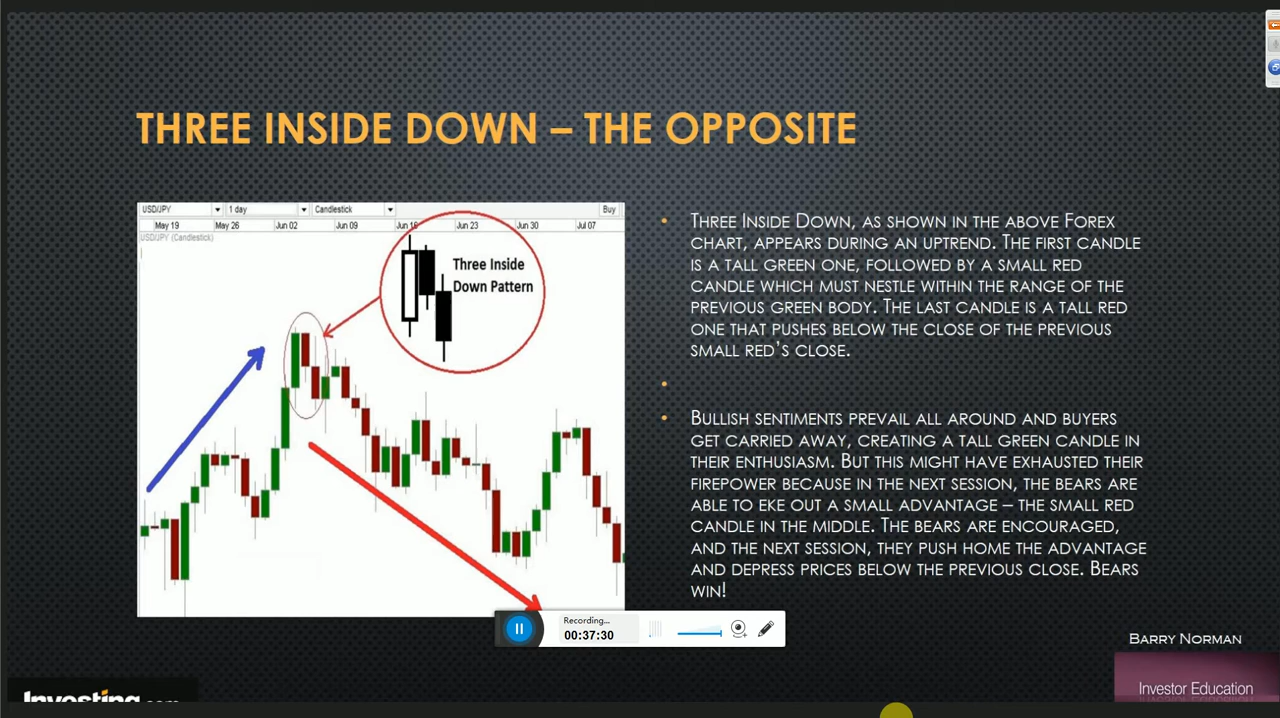 THREE INSIDE DOWN – THE OPPOSITE
USD/JPY 1 day Candlestick Buy
May 19 May 26 Jun 02 Jun 09 Jun 16 Jun 23 Jun 30 Jul 07
USD/JPY (Candlestick)
Three Inside
Down Pattern
THREE INSIDE DOWN, AS SHOWN IN THE ABOVE FOREX
CHART, APPEARS DURING AN UPTREND. THE FIRST CANDLE
IS A TALL GREEN ONE, FOLLOWED BY A SMALL RED
CANDLE WHICH MUST NESTLE WITHIN THE RANGE OF THE
PREVIOUS GREEN BODY. THE LAST CANDLE IS A TALL RED
ONE THAT PUSHES BELOW THE CLOSE OF THE PREVIOUS
SMALL RED’S CLOSE.
BULLISH SENTIMENTS PREVAIL ALL AROUND AND BUYERS
GET CARRIED AWAY, CREATING A TALL GREEN CANDLE IN
THEIR ENTHUSIASM. BUT THIS MIGHT HAVE EXHAUSTED THEIR
FIREPOWER BECAUSE IN THE NEXT SESSION, THE BEARS ARE
ABLE TO EKE OUT A SMALL ADVANTAGE – THE SMALL RED
CANDLE IN THE MIDDLE. THE BEARS ARE ENCOURAGED,
AND THE NEXT SESSION, THEY PUSH HOME THE ADVANTAGE
AND DEPRESS PRICES BELOW THE PREVIOUS CLOSE. BEARS
WIN!
Recording...
00:37:30
BARRY NORMAN
Investing.com
Investor Education